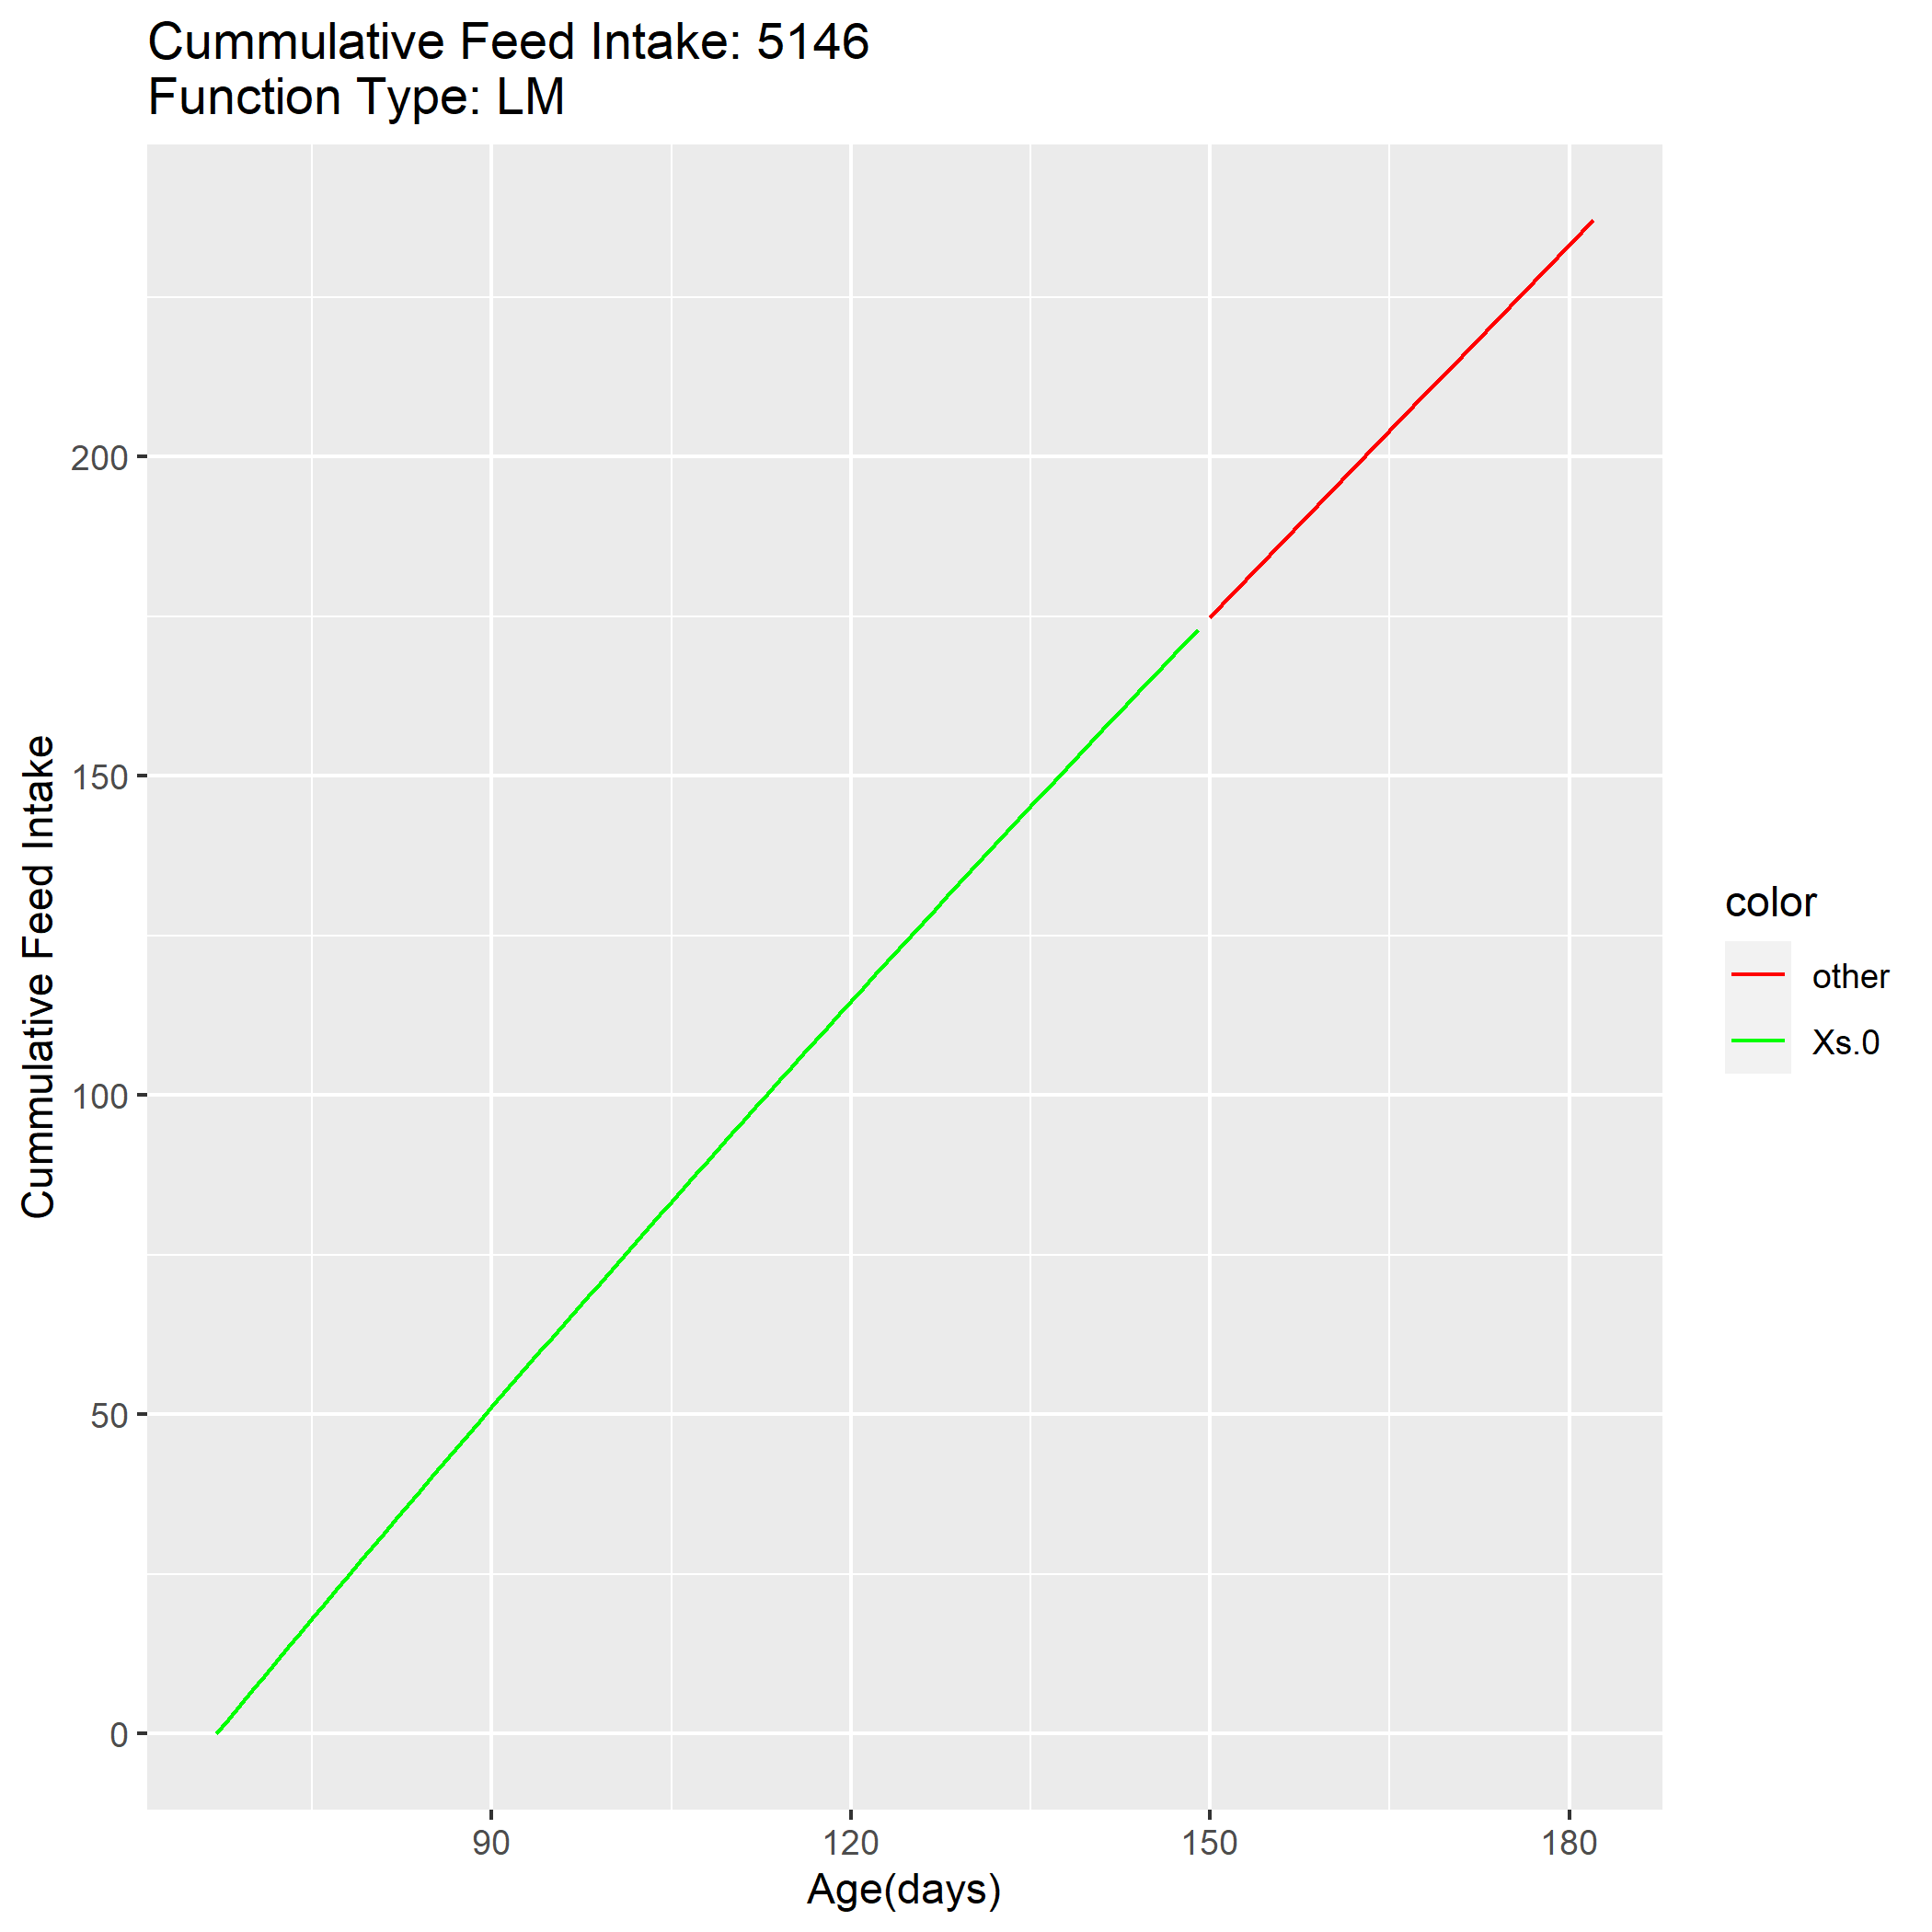 Cummulative Feed Intake: 5146
Function Type: LM
Cummulative Feed Intake
200
150
100
50
0
90
120
150
180
Age(days)
color
other
Xs.0